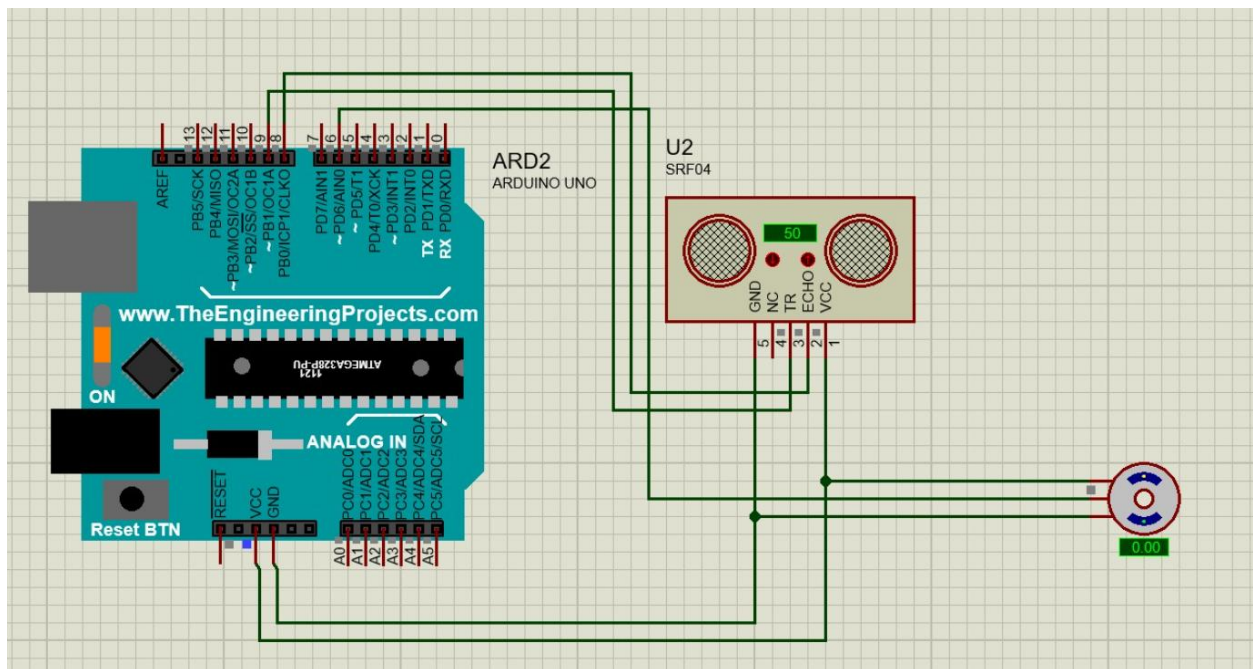 13
12
11
10
9
8
7
6
5
4
3
2
1
0
AREF
PB5/SCK
PB4/MISO
~PB3/MOSI/OC2A
~PB2/SS/OC1B
~PB1/OC1A
PB0/ICP1/CLKO
PD7/AIN1
~PD6/AIN0
~PD5/T1
PD4/T0/XCK
~PD3/INT1
PD2/INT0
PD1/TXD
PD0/RXD
TX
RX
ARD2
ARDUINO UNO
U2
SRF04
50
GND
NC
TR
ECHO
VCC
5
4
3
2
1
www.TheEngineeringProjects.com
ATMEGA328P-PU
1121
ON
ANALOG IN
Reset BTN
RESET
VCC
GND
PC0/ADC0
PC1/ADC1
PC2/ADC2
PC3/ADC3
PC4/ADC4/SDA
PC5/ADC5/SCL
A0
A1
A2
A3
A4
A5
0.00